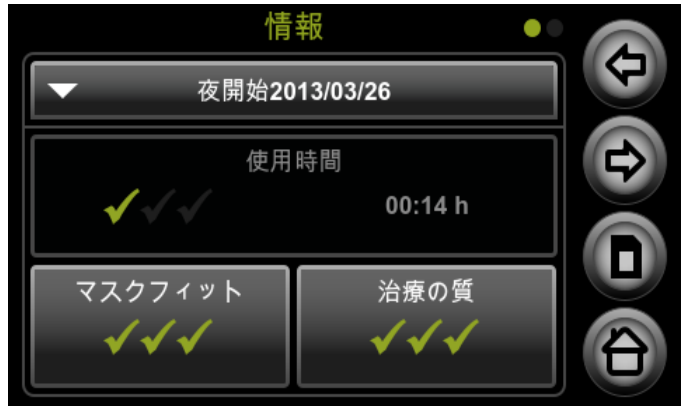 情報
夜開始2013/03/26
使用時間
00:14 h
マスクフィット
治療の質